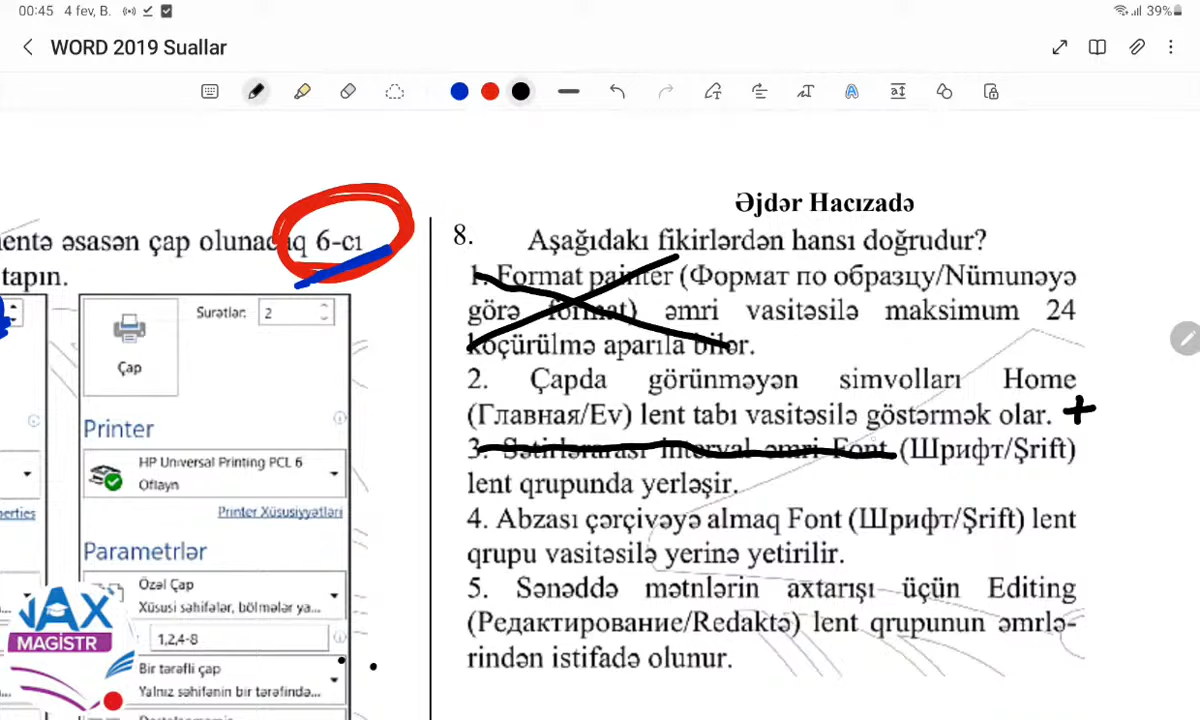 00:45 4 fev, B. 39%
WORD 2019 Suallar
entə əsasən çap olunacaq 6-cı
tapın.
Surətlər: 2
Çap
Printer
HP Universal Printing PCL 6
Oflayn
perties
Printer Xüsusiyyətləri
Parametrlər
Özəl Çap
Xüsusi səhifələr, bölmələr ya...
1,2,4-8
Bir tərəfli çap
Yalnız səhifənin bir tərəfində...
JAX
MAGİSTR
Əjdər Hacızadə
8. Aşağıdakı fikirlərdən hansı doğrudur?
1. Format painter (Формат по образцу/Nümunəyə
görə format) əmri vasitəsilə maksimum 24
köçürülmə aparıla bilər.
2. Çapda görünməyən simvolları Home
(Главная/Ev) lent tabı vasitəsilə göstərmək olar. +
3. Sətirlərarası interval əmri Font (Шрифт/Şrift)
lent qrupunda yerləşir.
4. Abzası çərçivəyə almaq Font (Шрифт/Şrift) lent
qrupu vasitəsilə yerinə yetirilir.
5. Sənəddə mətnlərin axtarışı üçün Editing
(Редактирование/Redaktə) lent qrupunun əmrlə-
rindən istifadə olunur.